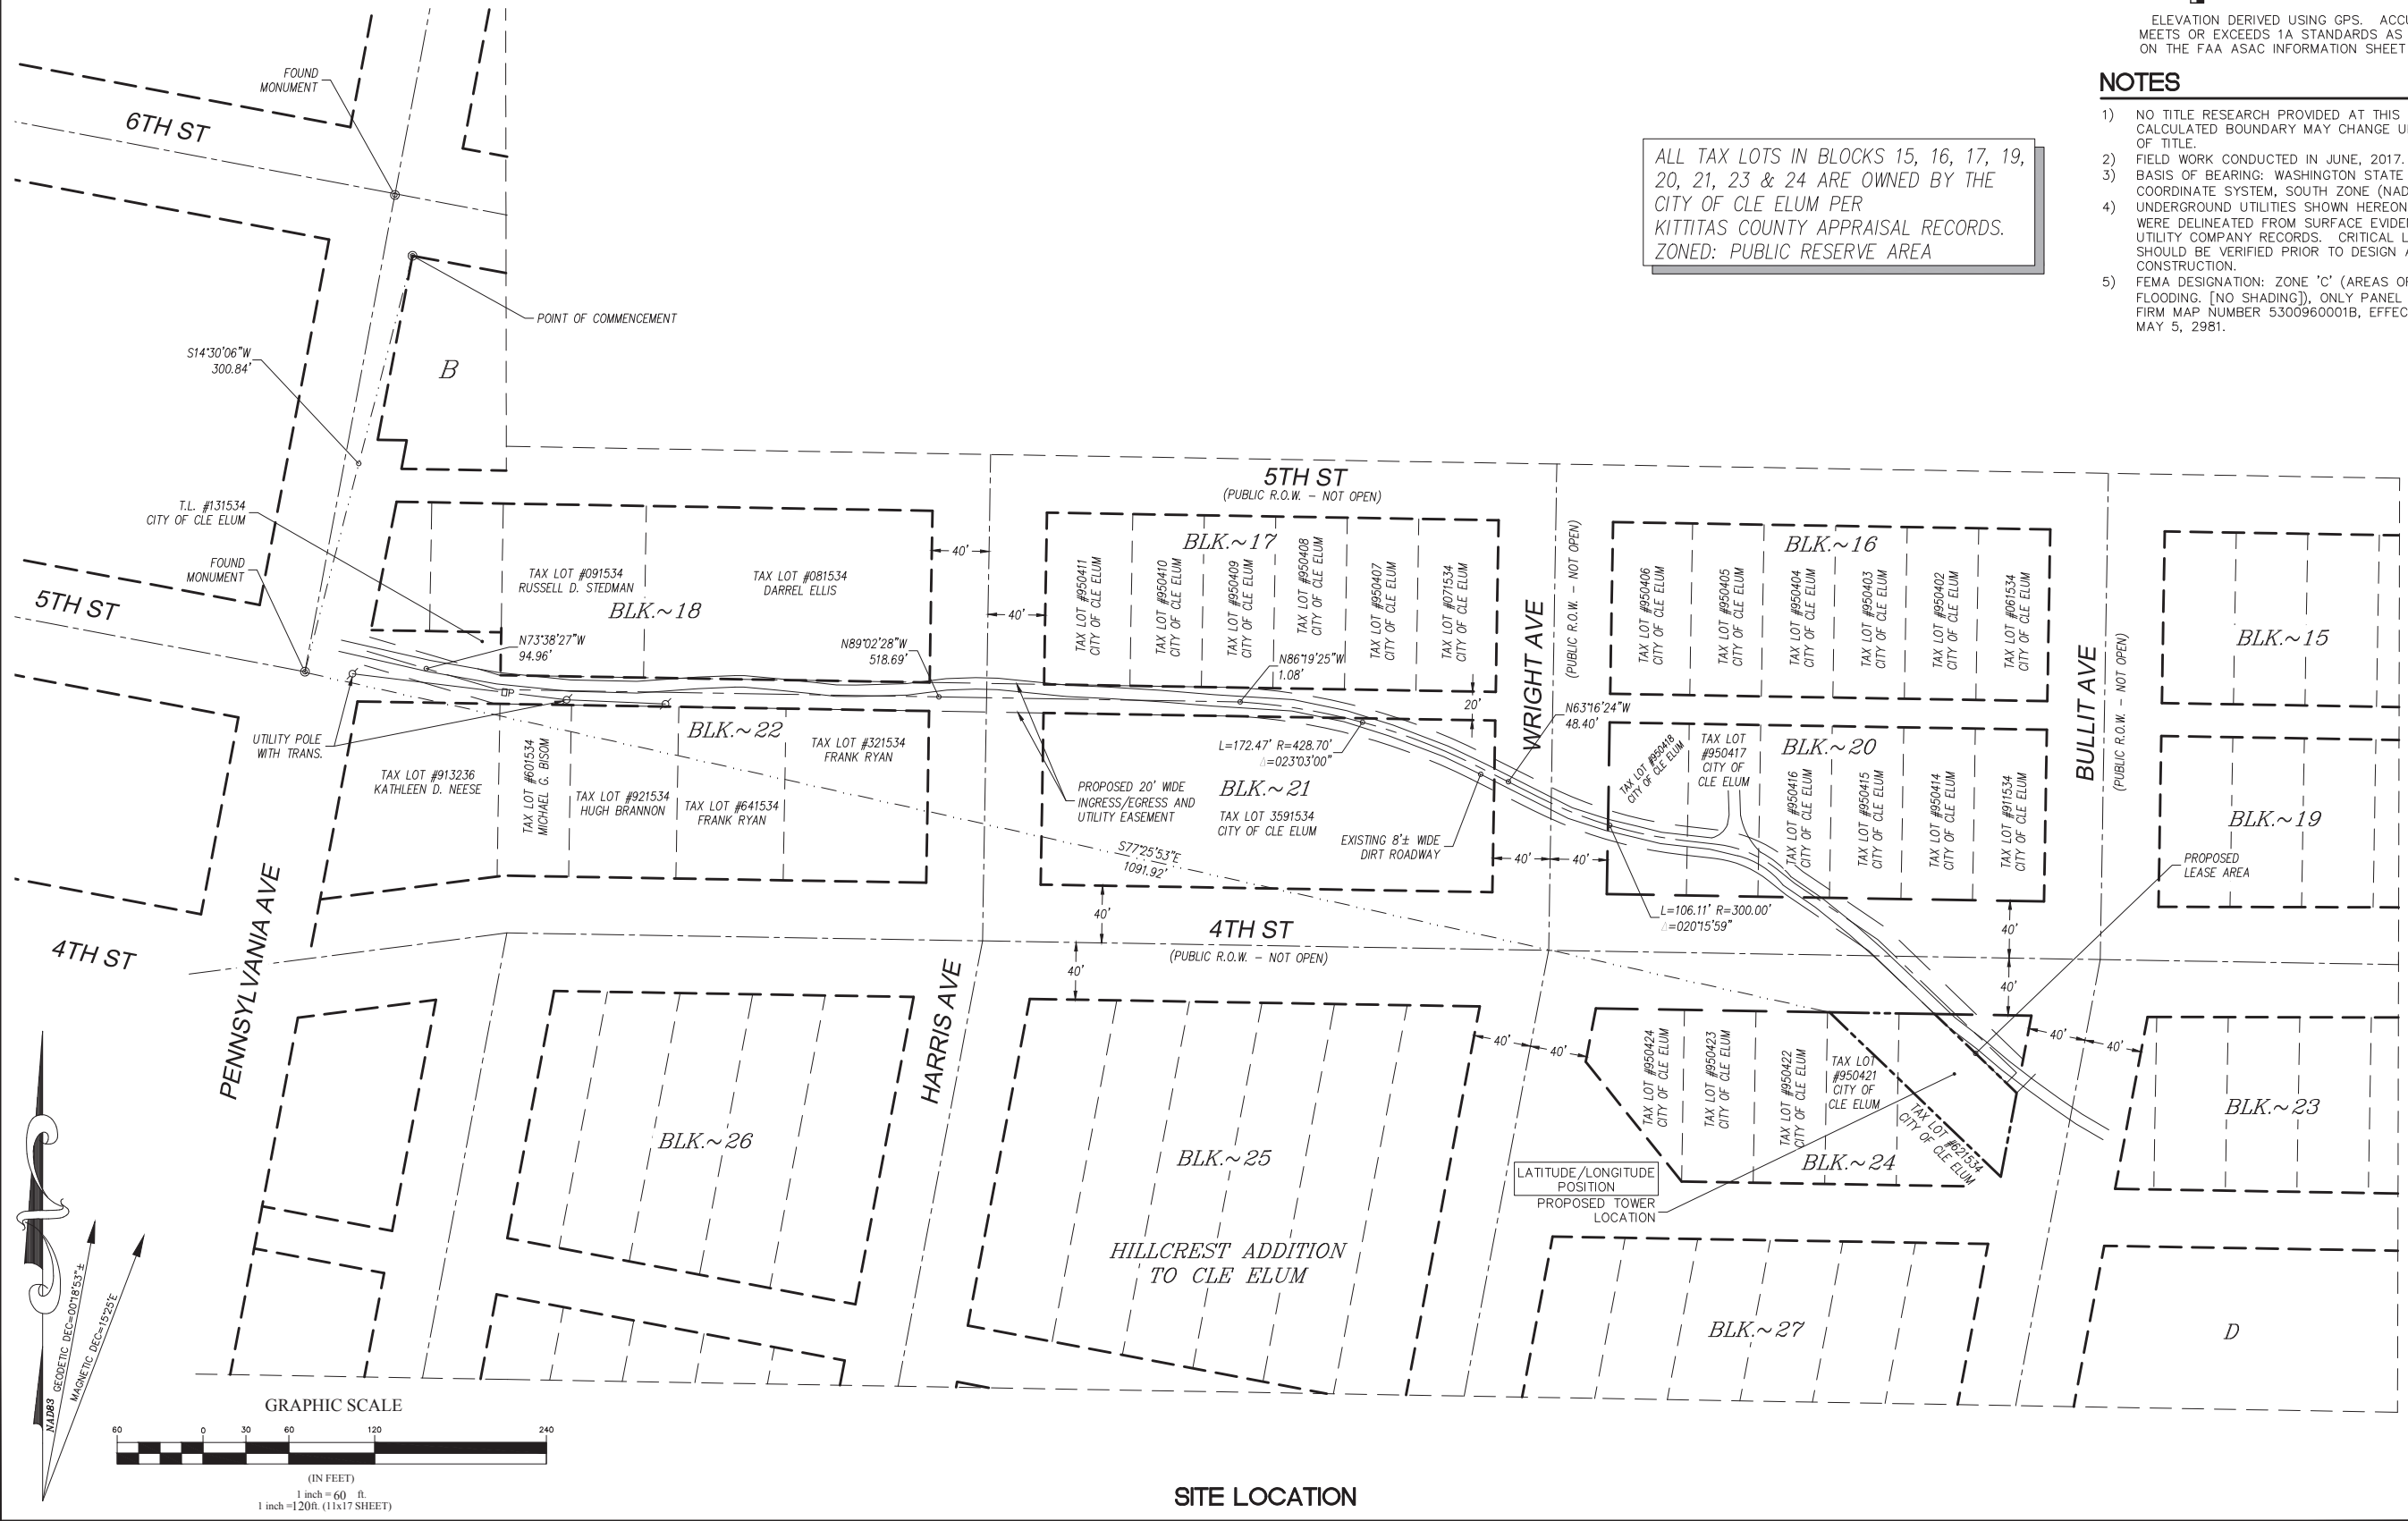 ELEVATION DERIVED USING GPS. ACCU
MEETS OR EXCEEDS 1A STANDARDS AS
ON THE FAA ASAC INFORMATION SHEET
NOTES
1) NO TITLE RESEARCH PROVIDED AT THIS
CALCULATED BOUNDARY MAY CHANGE U
OF TITLE.
2) FIELD WORK CONDUCTED IN JUNE, 2017.
3) BASIS OF BEARING: WASHINGTON STATE
COORDINATE SYSTEM, SOUTH ZONE (NAD
4) UNDERGROUND UTILITIES SHOWN HEREON
WERE DELINEATED FROM SURFACE EVIDE
UTILITY COMPANY RECORDS. CRITICAL L
SHOULD BE VERIFIED PRIOR TO DESIGN A
CONSTRUCTION.
5) FEMA DESIGNATION: ZONE 'C' (AREAS OF
FLOODING. [NO SHADING]), ONLY PANEL
FIRM MAP NUMBER 5300960001B, EFFEC
MAY 5, 2981.
ALL TAX LOTS IN BLOCKS 15, 16, 17, 19,
20, 21, 23 & 24 ARE OWNED BY THE
CITY OF CLE ELUM PER
KITTITAS COUNTY APPRAISAL RECORDS.
ZONED: PUBLIC RESERVE AREA
FOUND
MONUMENT
6TH ST
POINT OF COMMENCEMENT
S14°30'06"W
300.84'
B
T.L. #131534
CITY OF CLE ELUM
FOUND
MONUMENT
5TH ST
TAX LOT #091534
RUSSELL D. STEDMAN
TAX LOT #081534
DARREL ELLIS
BLK.~18
N73°38'27"W
94.96'
N89°02'28"W
518.69'
40'
40'
5TH ST
(PUBLIC R.O.W. - NOT OPEN)
BLK.~17
TAX LOT #950411
CITY OF CLE ELUM
TAX LOT #950410
CITY OF CLE ELUM
TAX LOT #950409
CITY OF CLE ELUM
TAX LOT #950408
CITY OF CLE ELUM
TAX LOT #950407
CITY OF CLE ELUM
TAX LOT #071534
CITY OF CLE ELUM
N86°19'25"W
1.08'
20'
WRIGHT AVE
(PUBLIC R.O.W. - NOT OPEN)
BLK.~16
TAX LOT #950406
CITY OF CLE ELUM
TAX LOT #950405
CITY OF CLE ELUM
TAX LOT #950404
CITY OF CLE ELUM
TAX LOT #950403
CITY OF CLE ELUM
TAX LOT #950402
CITY OF CLE ELUM
TAX LOT #061534
CITY OF CLE ELUM
BULLIT AVE
(PUBLIC R.O.W. - NOT OPEN)
BLK.~15
UTILITY POLE
WITH TRANS.
P
BLK.~22
TAX LOT #913236
KATHLEEN D. NEESE
TAX LOT #601534
MICHAEL G. BISOM
TAX LOT #921534
HUGH BRANNON
TAX LOT #641534
FRANK RYAN
TAX LOT #321534
FRANK RYAN
PROPOSED 20' WIDE
INGRESS/EGRESS AND
UTILITY EASEMENT
L=172.47' R=428.70'
Δ=023°03'00"
BLK.~21
TAX LOT 3591534
CITY OF CLE ELUM
EXISTING 8'± WIDE
DIRT ROADWAY
S77°25'53"E
1091.92'
N63°16'24"W
48.40'
40'
40'
TAX LOT #950418
CITY OF CLE ELUM
TAX LOT
#950417
CITY OF
CLE ELUM
BLK.~20
TAX LOT #950416
CITY OF CLE ELUM
TAX LOT #950415
CITY OF CLE ELUM
TAX LOT #950414
CITY OF CLE ELUM
TAX LOT #911534
CITY OF CLE ELUM
L=106.11' R=300.00'
Δ=020°15'59"
BLK.~19
PROPOSED
LEASE AREA
4TH ST
PENNSYLVANIA AVE
HARRIS AVE
4TH ST
(PUBLIC R.O.W. - NOT OPEN)
40'
40'
40'
40'
40'
40'
40'
40'
TAX LOT #950424
CITY OF CLE ELUM
TAX LOT #950423
CITY OF CLE ELUM
TAX LOT #950422
CITY OF CLE ELUM
TAX LOT
#950421
CITY OF
CLE ELUM
TAX LOT #621534
CITY OF CLE ELUM
BLK.~24
BLK.~23
BLK.~26
BLK.~25
LATITUDE/LONGITUDE
POSITION
PROPOSED TOWER
LOCATION
HILLCREST ADDITION
TO CLE ELUM
BLK.~27
D
NAD83
GEODETIC DEC=00°18'53"±
MAGNETIC DEC=15°25'E
GRAPHIC SCALE
60 0 30 60 120 240
(IN FEET)
1 inch = 60 ft.
1 inch =120ft. (11x17 SHEET)
SITE LOCATION